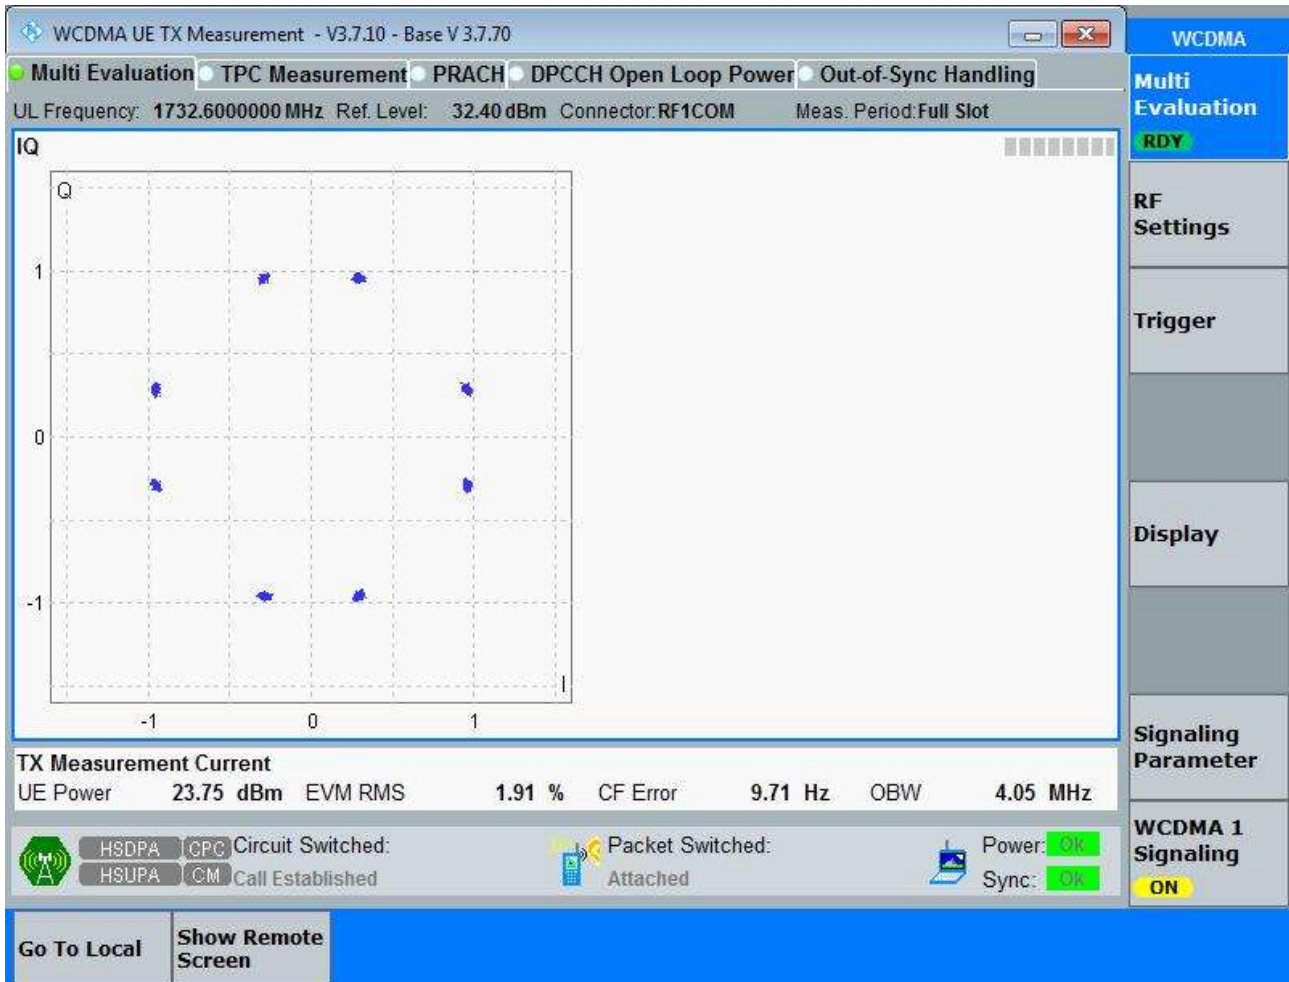 WCDMA UE TX Measurement - V3.7.10 - Base V 3.7.70
WCDMA
Multi Evaluation TPC Measurement PRACH DPCCH Open Loop Power Out-of-Sync Handling
UL Frequency: 1732.6000000 MHz Ref. Level: 32.40 dBm Connector: RF1COM Meas. Period: Full Slot
Multi
Evaluation
RDY
IQ
Q
1
0
-1
I
-1 0 1
RF
Settings
Trigger
Display
Signaling
Parameter
WCDMA 1
Signaling
ON
TX Measurement Current
UE Power 23.75 dBm EVM RMS 1.91 % CF Error 9.71 Hz OBW 4.05 MHz
HSDPA CPC Circuit Switched: Packet Switched: Power: Ok
HSUPA CM Call Established Attached Sync: Ok
Go To Local
Show Remote
Screen